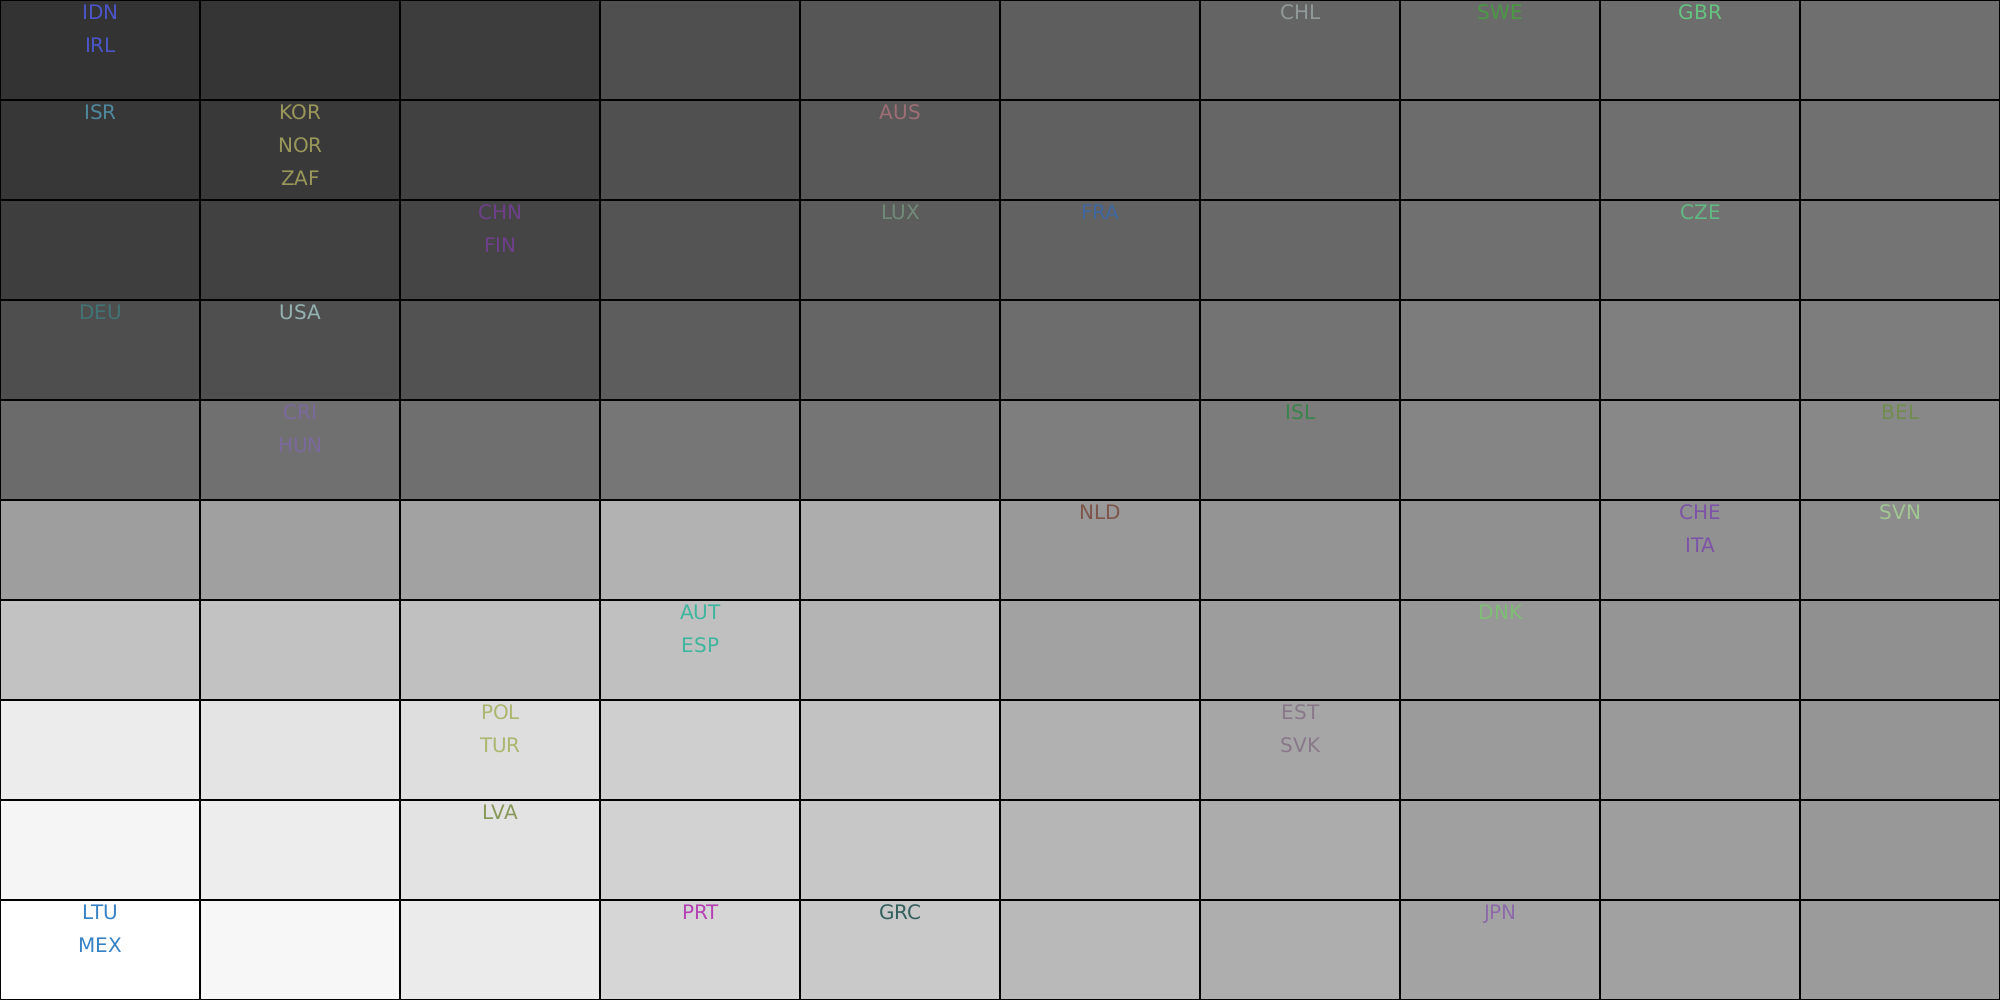 IDN
IRL
CHL
SWE
GBR
ISR
KOR
NOR
ZAF
AUS
CHN
FIN
LUX
FRA
CZE
DEU
USA
CRI
HUN
ISL
BEL
NLD
CHE
ITA
SVN
AUT
ESP
DNK
POL
TUR
EST
SVK
LVA
LTU
MEX
PRT
GRC
JPN